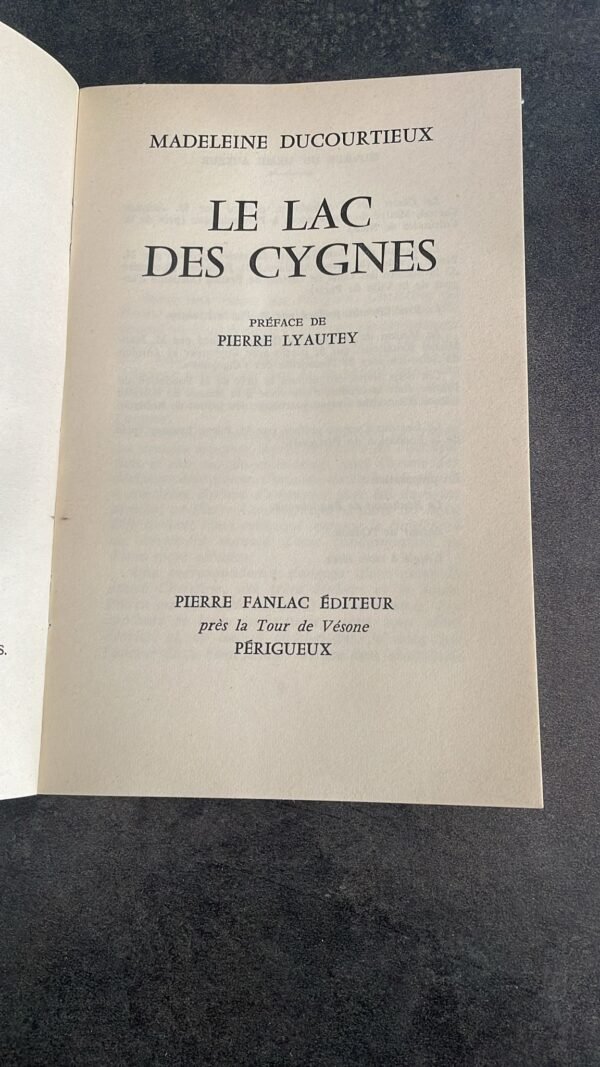 MADELEINE DUCOURTIEUX
LE LAC
DES CYGNES
PRÉFACE DE
PIERRE LYAUTEY
PIERRE FANLAC ÉDITEUR
près la Tour de Vésone
PÉRIGUEUX
s.